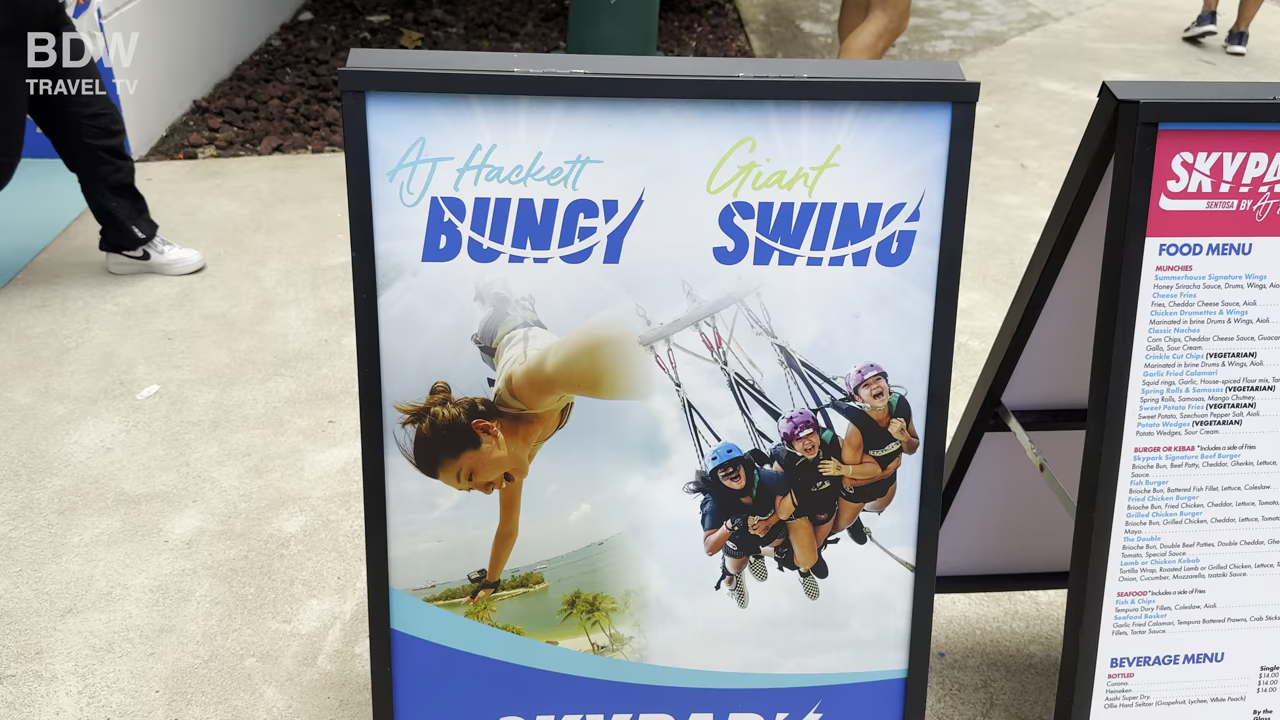 BDW
TRAVEL TV
AJ Hackett
BUNGY
Giant
SWING
SKYPARK
SKYPA
SENTOSA BY AJ
FOOD MENU
MUNCHIES
Summerhouse Signature Wings
Honey Sriracha Sauce, Drums, Wings, Aio
Cheese Fries
Fries, Cheddar Cheese Sauce, Aioli
Chicken Drumettes & Wings
Marinated in brine Drums & Wings, Aioli
Classic Nachos
Corn Chips, Cheddar Cheese Sauce, Guacam
Gallo, Sour Cream
Crinkle Cut Chips (VEGETARIAN)
Marinated in brine Drums & Wings, Aioli
Garlic Fried Calamari
Squid rings, Garlic, House-spiced Flour mix, Tar
Spring Rolls & Samosas (VEGETARIAN)
Spring Rolls, Samosas, Mango Chutney
Sweet Potato Fries (VEGETARIAN)
Sweet Potato, Szechuan Pepper Salt, Aioli
Potato Wedges (VEGETARIAN)
Potato Wedges, Sour Cream
BURGER OR KEBAB *Includes a side of Fries
Skypark Signature Beef Burger
Brioche Bun, Beef Patty, Cheddar, Gherkin, Lettuce,
Sauce
Fish Burger
Brioche Bun, Battered Fish Fillet, Lettuce, Coleslaw
Fried Chicken Burger
Brioche Bun, Fried Chicken, Cheddar, Lettuce, Tomato,
Grilled Chicken Burger
Brioche Bun, Grilled Chicken, Cheddar, Lettuce, Tomato
Mayo
The Double
Brioche Bun, Double Beef Patties, Double Cheddar, Ghe
Tomato, Special Sauce
Lamb or Chicken Kebab
Tortilla Wrap, Roasted Lamb or Grilled Chicken, Lettuce, T
Onion, Cucumber, Mozzarella, tzatziki Sauce
SEAFOOD *Includes a side of Fries
Fish & Chips
Tempura Dory Fillets, Coleslaw, Aioli
Seafood Basket
Garlic Fried Calamari, Tempura Battered Prawns, Crab Sticks
Fillets, Tartar Sauce
BEVERAGE MENU
Single
BOTTLED
Corona $14.00
Heineken $14.00
Asahi Super Dry $14.00
Ollie Hard Seltzer (Grapefruit, Lychee, White Peach)
By the
Glass